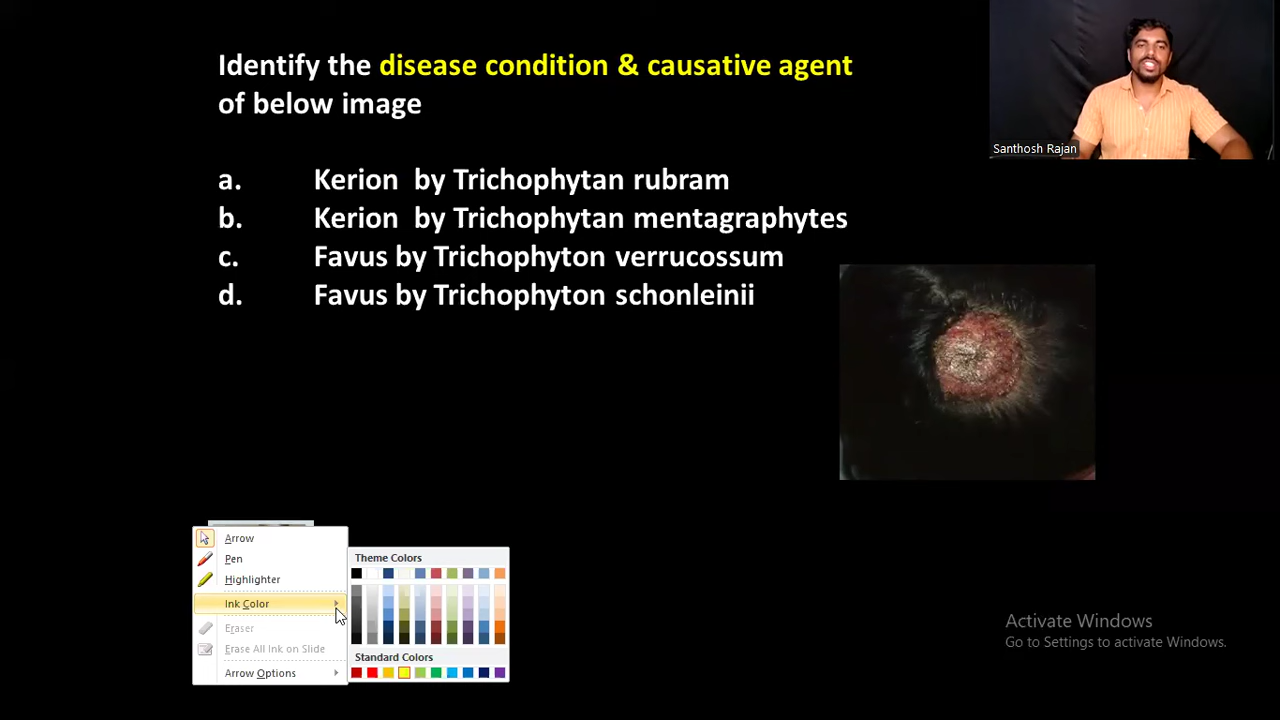 Identify the disease condition & causative agent
of below image
a. Kerion by Trichophytan rubram
b. Kerion by Trichophytan mentagraphytes
c. Favus by Trichophyton verrucossum
d. Favus by Trichophyton schonleinii
Santhosh Rajan
Arrow
Pen
Highlighter
Ink Color
Eraser
Erase All Ink on Slide
Arrow Options
Theme Colors
Standard Colors
Activate Windows
Go to Settings to activate Windows.